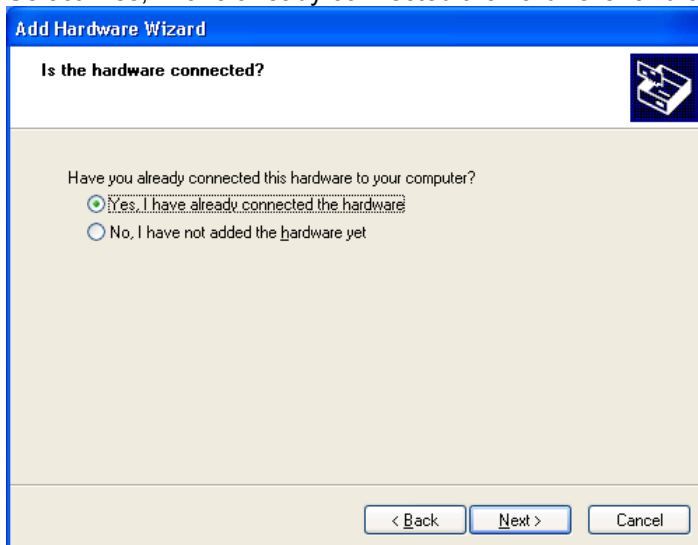 Add Hardware Wizard
Is the hardware connected?
Have you already connected this hardware to your computer?
Yes, I have already connected the hardware
No, I have not added the hardware yet
< Back
Next >
Cancel